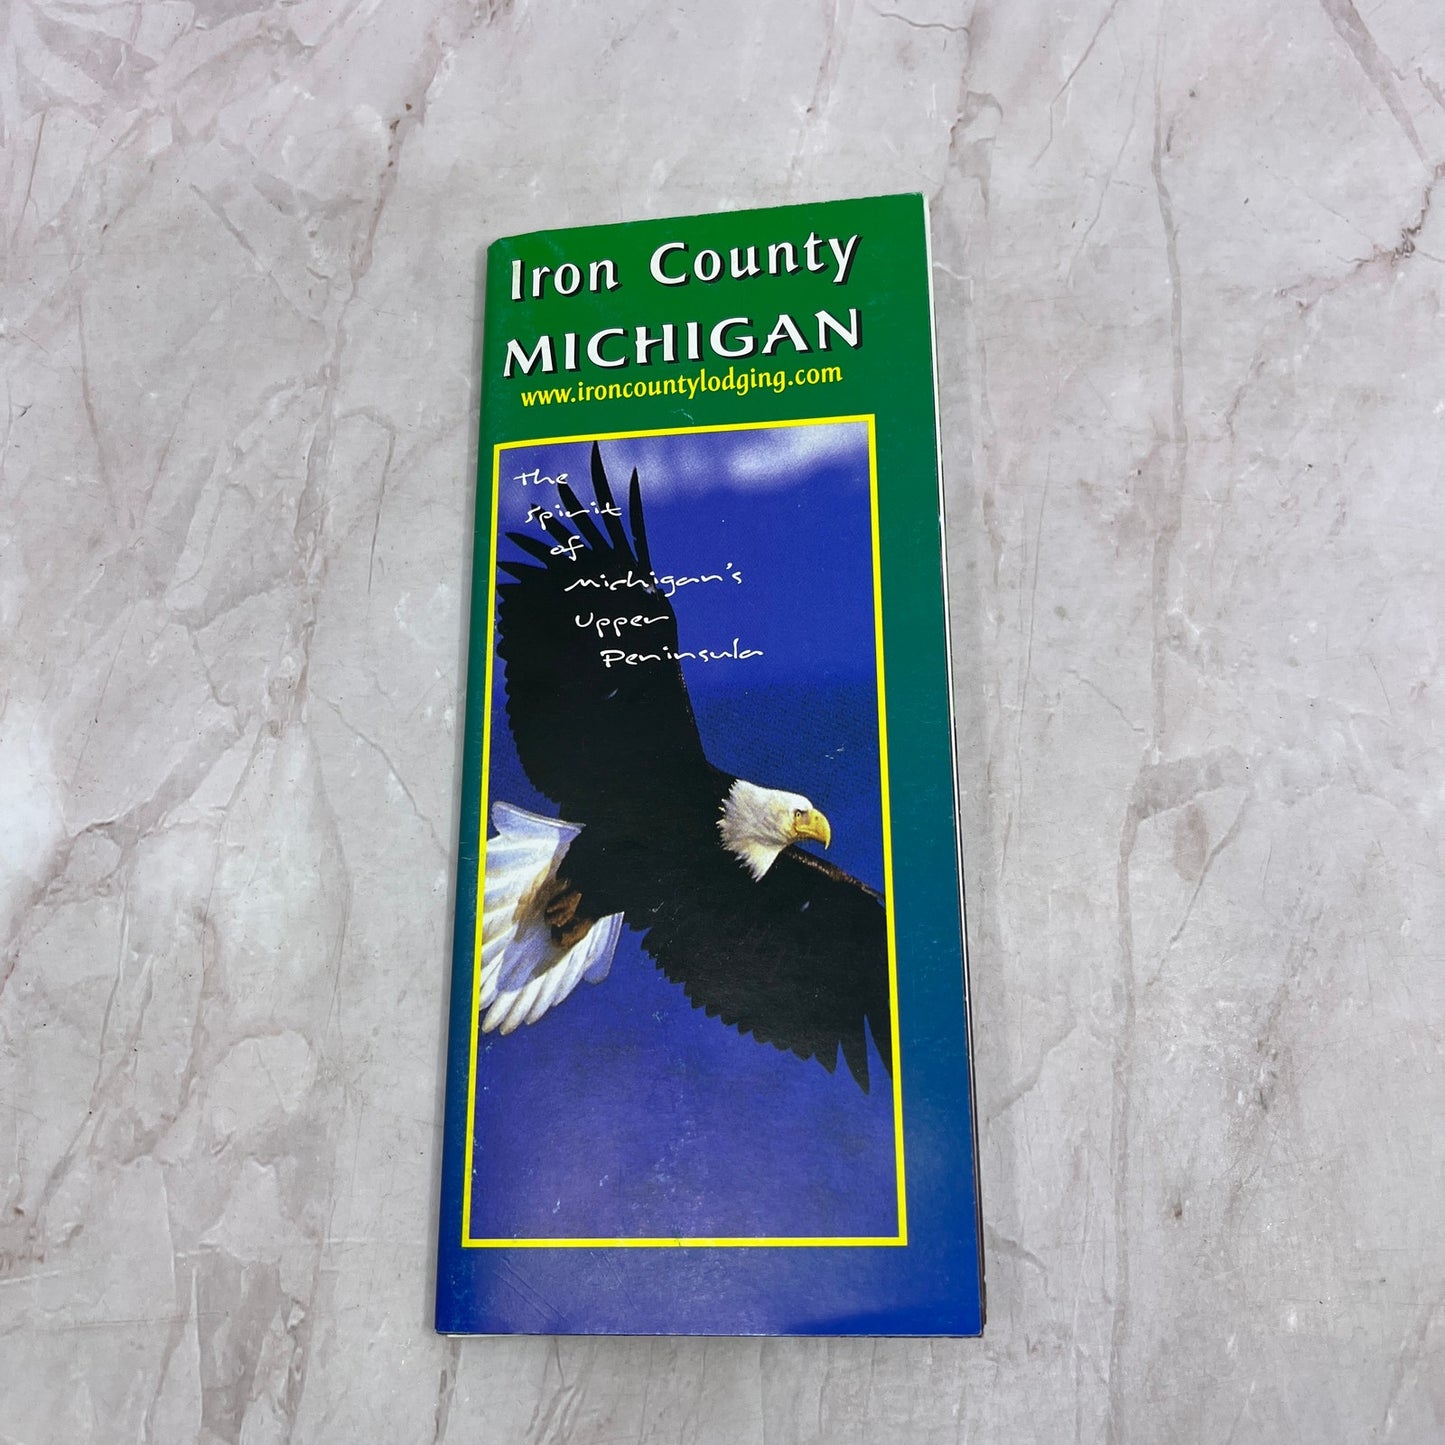 Iron County
MICHIGAN
www.ironcountylodging.com
The
Spirit
of
Michigan's
Upper
Peninsula